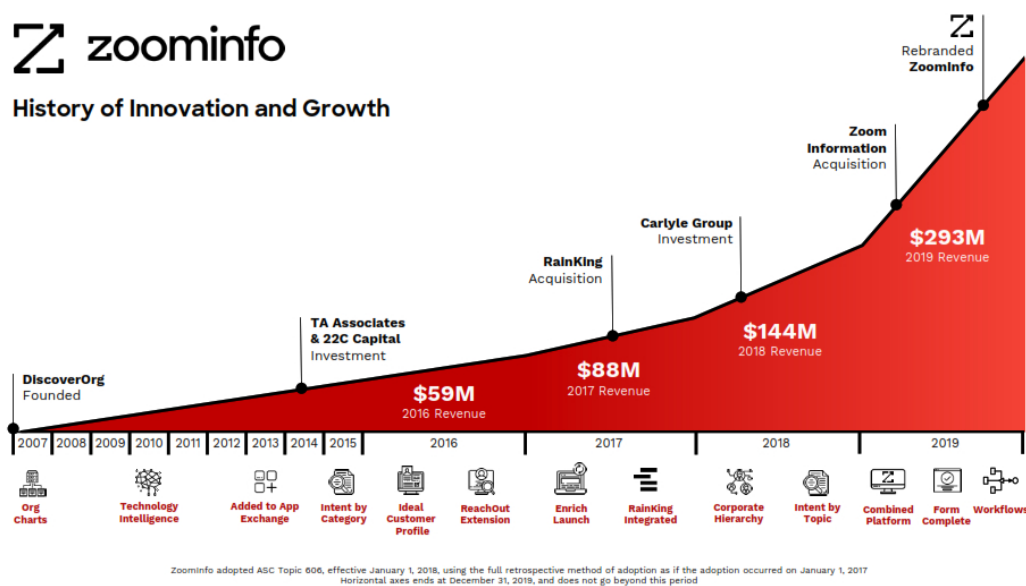 zoominfo
History of Innovation and Growth
Rebranded
ZoomInfo
Zoom
Information
Acquisition
Carlyle Group
Investment
RainKing
Acquisition
TA Associates
& 22C Capital
Investment
DiscoverOrg
Founded
$293M
2019 Revenue
$144M
2018 Revenue
$88M
2017 Revenue
$59M
2016 Revenue
2007 2008 2009 2010 2011 2012 2013 2014 2015 2016 2017 2018 2019
Org
Charts
Technology
Intelligence
Added to App
Exchange
Intent by
Category
Ideal
Customer
Profile
ReachOut
Extension
Enrich
Launch
RainKing
Integrated
Corporate
Hierarchy
Intent by
Topic
Combined
Platform
Form
Complete
Workflows
ZoomInfo adopted ASC Topic 606, effective January 1, 2018, using the full retrospective method of adoption as if the adoption occurred on January 1, 2017
Horizontal axes ends at December 31, 2019, and does not go beyond this period